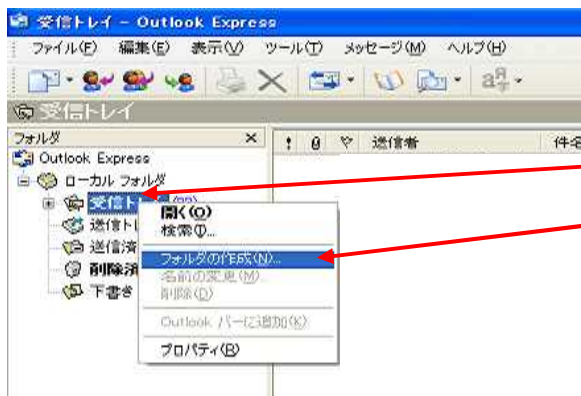 受信トレイ - Outlook Express
ファイル(F) 編集(E) 表示(V) ツール(T) メッセージ(M) ヘルプ(H)
受信トレイ
フォルダ × ! 送信者 件名
Outlook Express
ローカル フォルダ
受信ト
開く(O)
送信ト
検索(I)...
送信済
フォルダの作成(N)...
削除済
名前の変更(M)...
下書き
削除(D)
Outlook バーに追加(K)
プロパティ(R)